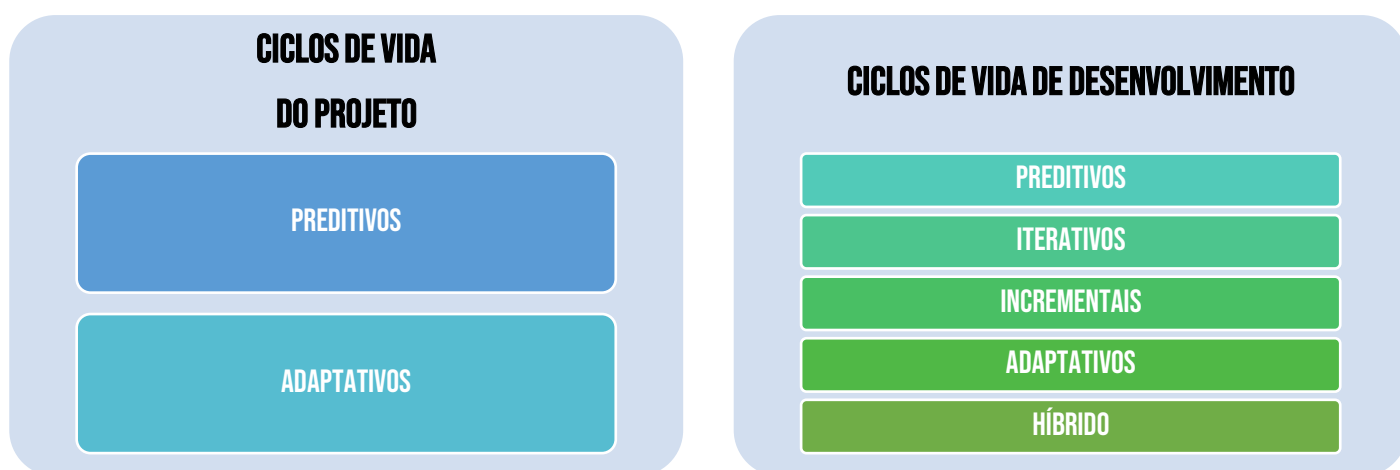 CICLOS DE VIDA
DO PROJETO
PREDITIVOS
ADAPTATIVOS
CICLOS DE VIDA DE DESENVOLVIMENTO
PREDITIVOS
ITERATIVOS
INCREMENTAIS
ADAPTATIVOS
HÍBRIDO